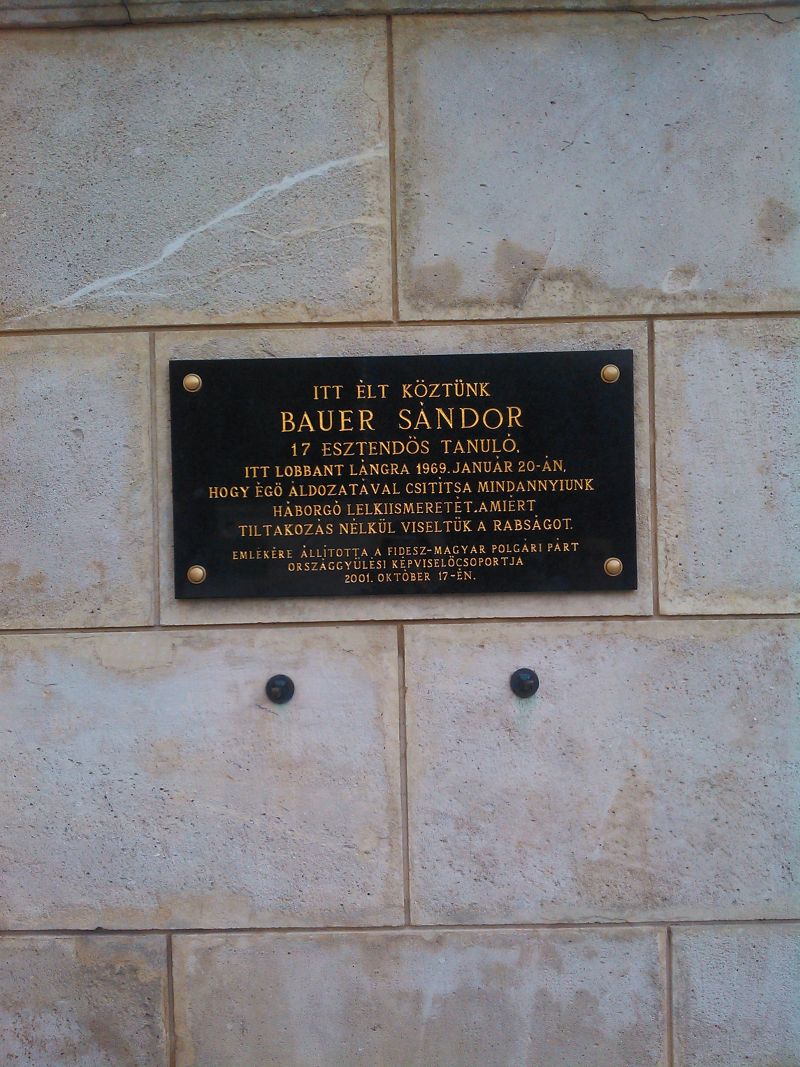 ITT ÉLT KÖZTÜNK
BAUER SÁNDOR
17 ESZTENDŐS TANULÓ.
ITT LOBBANT LÁNGRA 1969. JANUÁR 20-ÁN,
HOGY ÉGŐ ÁLDOZATÁVAL CSITÍTSA MINDANNYIUNK
HÁBORGÓ LELKIISMERETÉT, AMIÉRT
TILTAKOZÁS NÉLKÜL VISELTÜK A RABSÁGOT.
EMLÉKÉRE ÁLLÍTOTTA A FIDESZ-MAGYAR POLGÁRI PÁRT
ORSZÁGGYŰLÉSI KÉPVISELŐCSOPORTJA
2001. OKTÓBER 17-ÉN.